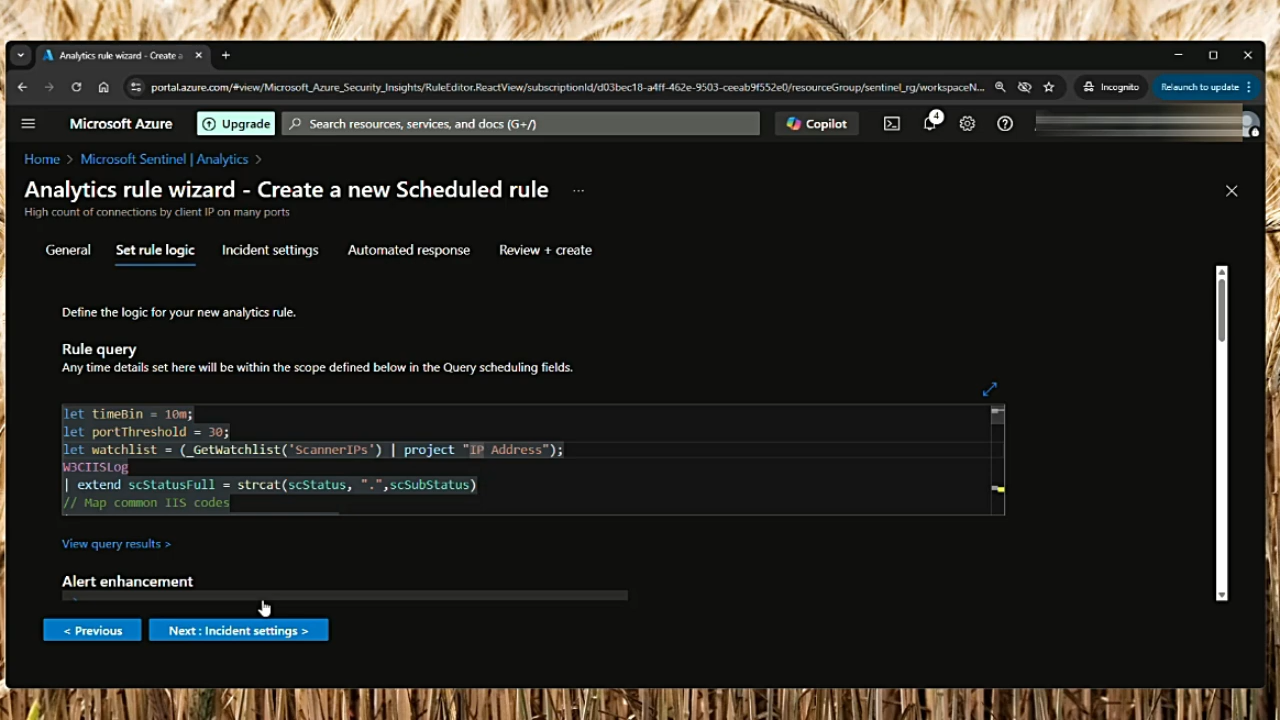 Analytics rule wizard - Create a
portal.azure.com/#view/Microsoft_Azure_Security_Insights/RuleEditor.ReactView/subscriptionId/d03bec18-a4ff-462e-9503-ceeab9f552e0/resourceGroup/sentinel_rg/workspaceN...
Incognito
Relaunch to update
Microsoft Azure
Upgrade
Search resources, services, and docs (G+/)
Copilot
4
Home > Microsoft Sentinel | Analytics >
Analytics rule wizard - Create a new Scheduled rule ...
High count of connections by client IP on many ports
General Set rule logic Incident settings Automated response Review + create
Define the logic for your new analytics rule.
Rule query
Any time details set here will be within the scope defined below in the Query scheduling fields.
let timeBin = 10m;
let portThreshold = 30;
let watchlist = (_GetWatchlist('ScannerIPs') | project "IP Address");
W3CIISLog
| extend scStatusFull = strcat(scStatus, ".",scSubStatus)
// Map common IIS codes
View query results >
Alert enhancement
< Previous
Next : Incident settings >